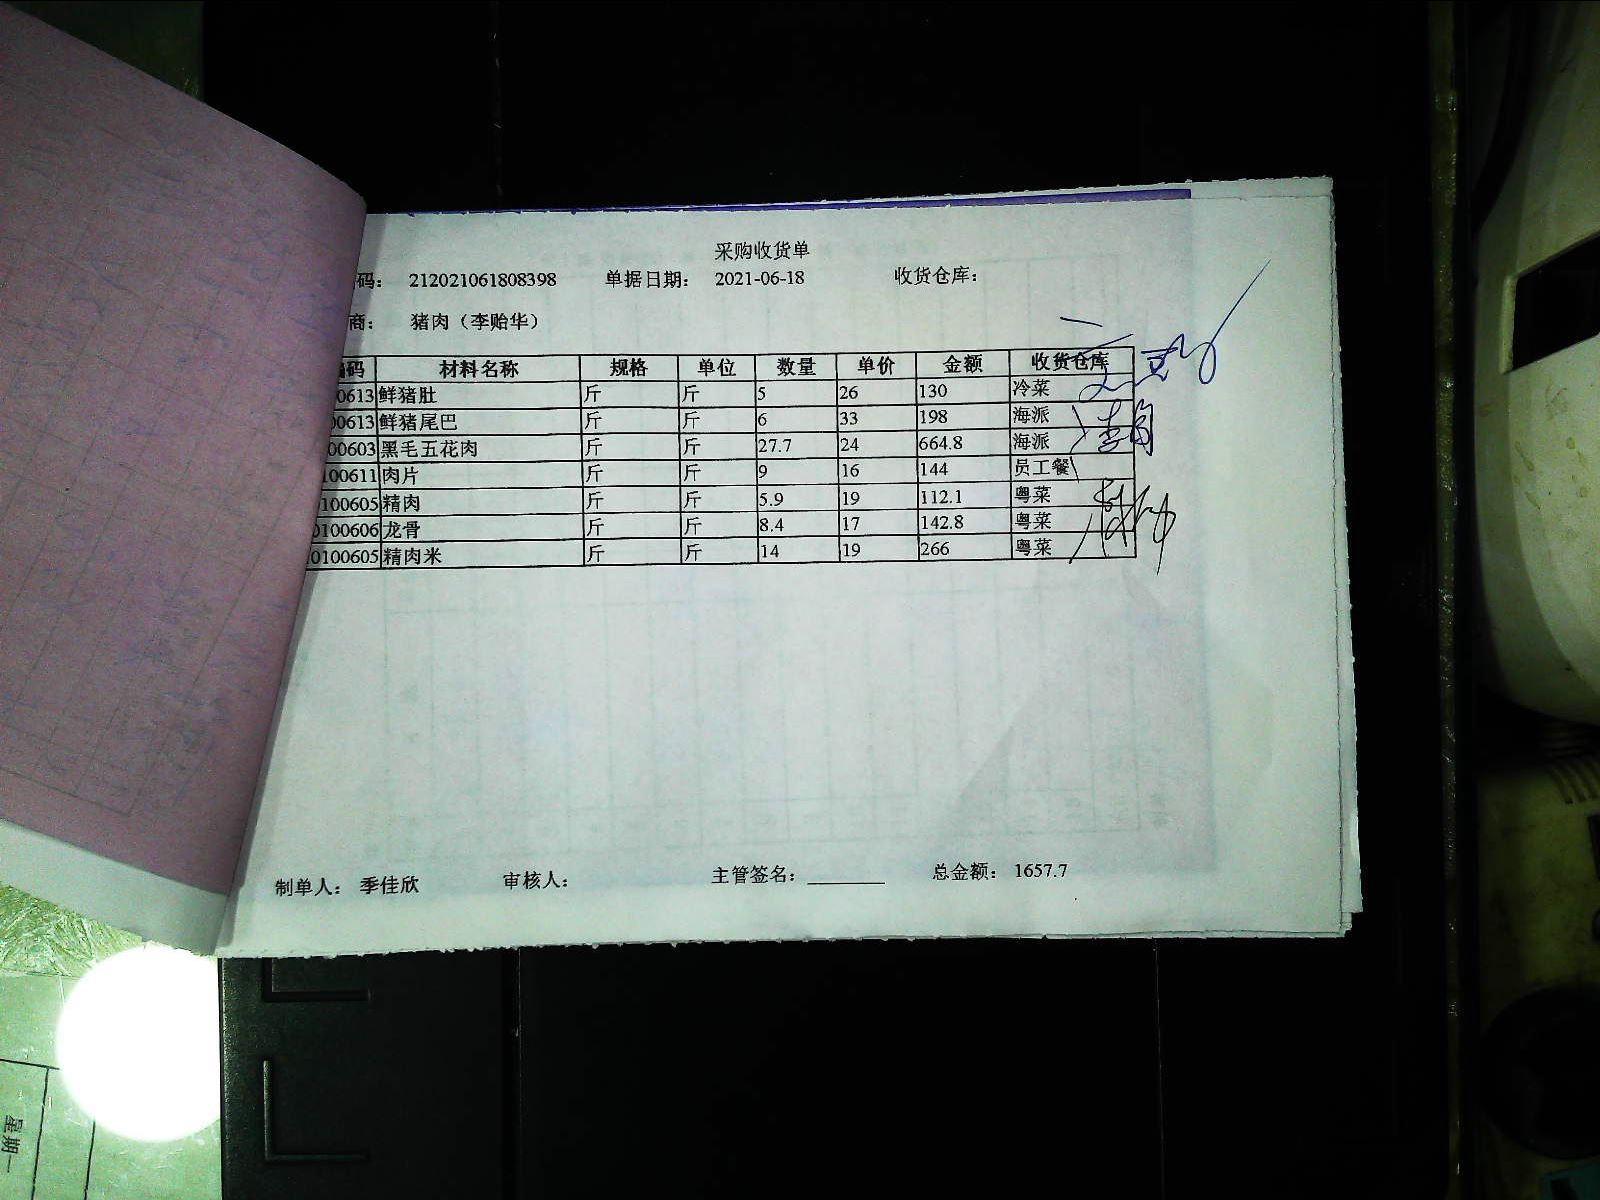 采购收货单
码： 212021061808398 单据日期： 2021-06-18 收货仓库：
商： 猪肉（李贻华）
编码 材料名称 规格 单位 数量 单价 金额 收货仓库
0613 鲜猪肚 斤 斤 5 26 130 冷菜
00613 鲜猪尾巴 斤 斤 6 33 198 海派
00603 黑毛五花肉 斤 斤 27.7 24 664.8 海派
100611 肉片 斤 斤 9 16 144 员工餐
0100605 精肉 斤 斤 5.9 19 112.1 粤菜
0100606 龙骨 斤 斤 8.4 17 142.8 粤菜
0100605 精肉米 斤 斤 14 19 266 粤菜
制单人： 季佳欣 审核人： 主管签名：________ 总金额： 1657.7
星期一